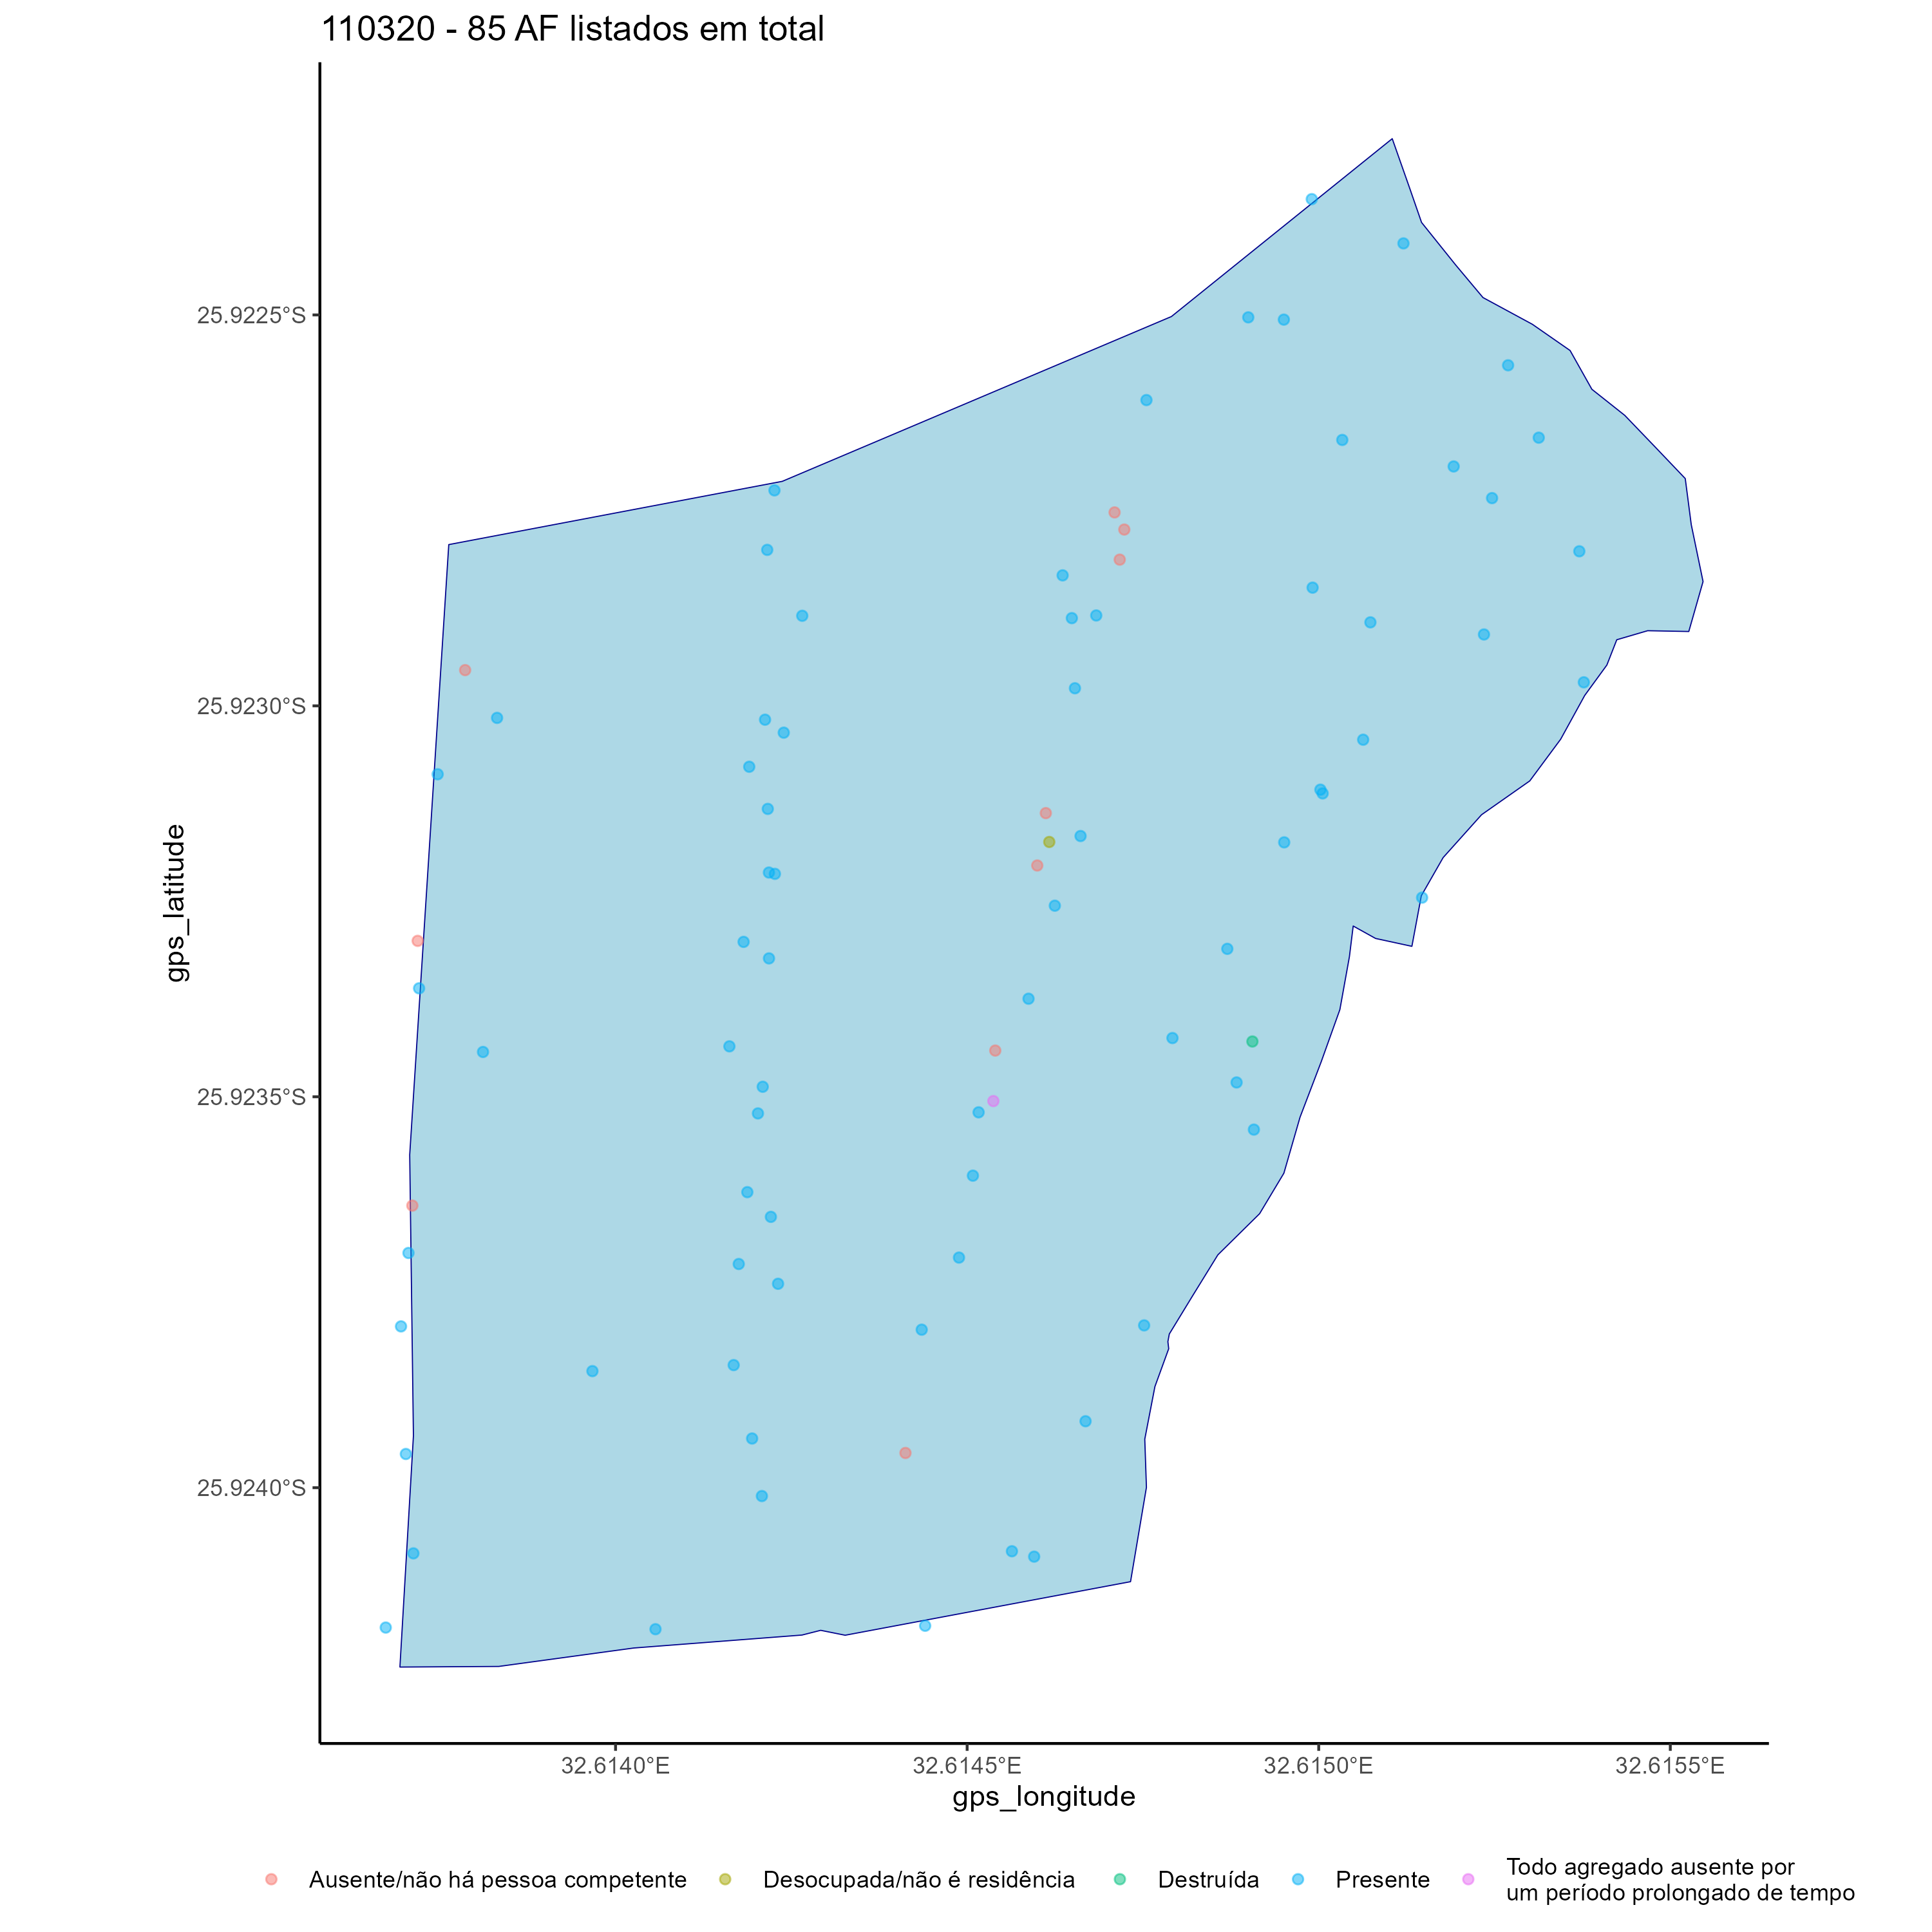 110320 - 85 AF listados em total
25.9225°S
25.9230°S
25.9235°S
25.9240°S
gps_latitude
32.6140°E
32.6145°E
32.6150°E
32.6155°E
gps_longitude
Ausente/não há pessoa competente
Desocupada/não é residência
Destruída
Presente
Todo agregado ausente por
um período prolongado de tempo